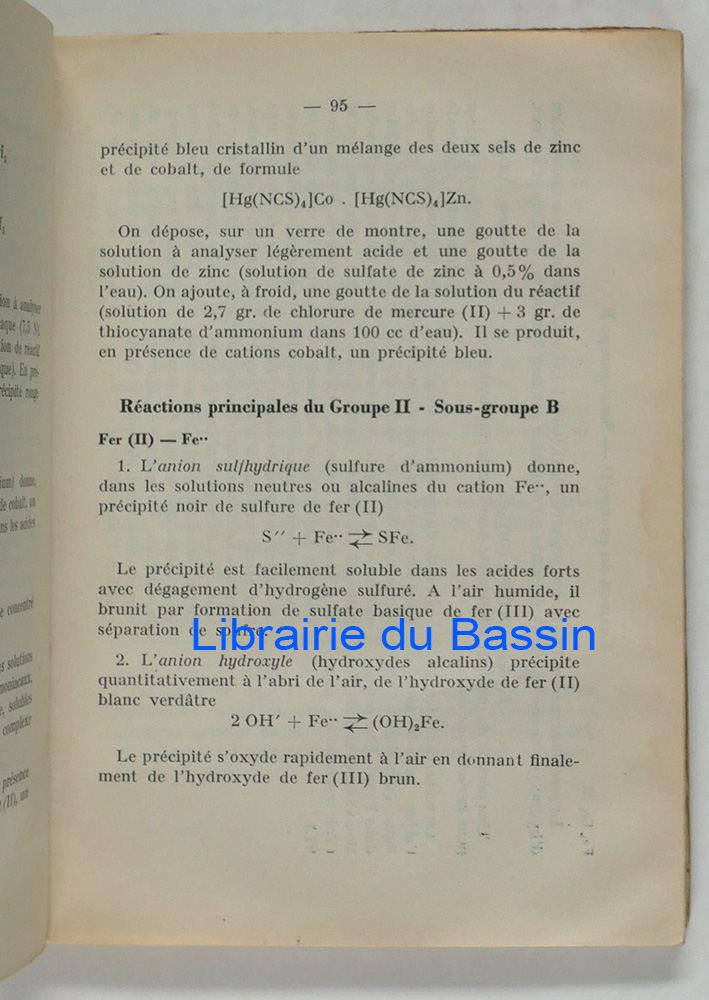 — 95 —
précipité bleu cristallin d'un mélange des deux sels de zinc
et de cobalt, de formule
[Hg(NCS)₄]Co . [Hg(NCS)₄]Zn.
On dépose, sur un verre de montre, une goutte de la
solution à analyser légèrement acide et une goutte de la
solution de zinc (solution de sulfate de zinc à 0,5% dans
l'eau). On ajoute, à froid, une goutte de la solution du réactif
(solution de 2,7 gr. de chlorure de mercure (II) + 3 gr. de
thiocyanate d'ammonium dans 100 cc d'eau). Il se produit,
en présence de cations cobalt, un précipité bleu.
Réactions principales du Groupe II - Sous-groupe B
Fer (II) — Fe··
1. L'anion sulfhydrique (sulfure d'ammonium) donne,
dans les solutions neutres ou alcalines du cation Fe··, un
précipité noir de sulfure de fer (II)
S″ + Fe·· ⇄ SFe.
Le précipité est facilement soluble dans les acides forts
avec dégagement d'hydrogène sulfuré. A l'air humide, il
brunit par formation de sulfate basique de fer (III) avec
séparation de soufre.
Librairie du Bassin
2. L'anion hydroxyle (hydroxydes alcalins) précipite
quantitativement à l'abri de l'air, de l'hydroxyde de fer (II)
blanc verdâtre
2 OH′ + Fe·· ⇄ (OH)₂Fe.
Le précipité s'oxyde rapidement à l'air en donnant finale-
ment de l'hydroxyde de fer (III) brun.